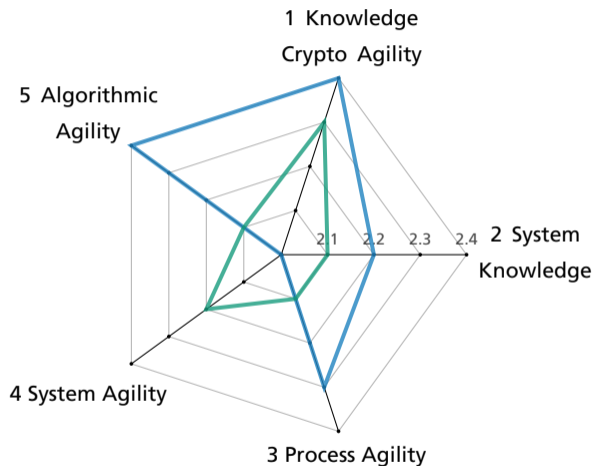 1 Knowledge
Crypto Agility
5 Algorithmic
Agility
2.1 2.2 2.3 2.4
2 System
Knowledge
4 System Agility
3 Process Agility